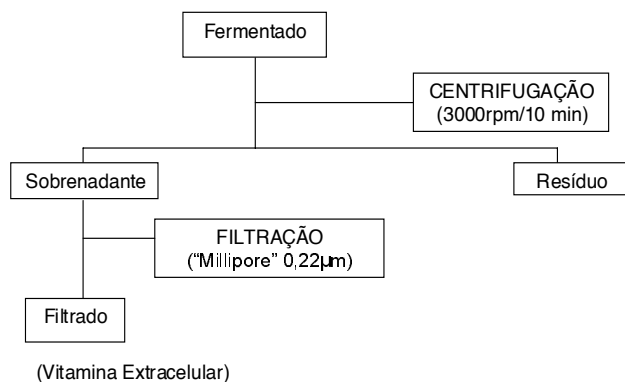 Fermentado
CENTRIFUGAÇÃO
(3000rpm/10 min)
Sobrenadante
Resíduo
FILTRAÇÃO
("Millipore" 0,22µm)
Filtrado
(Vitamina Extracelular)